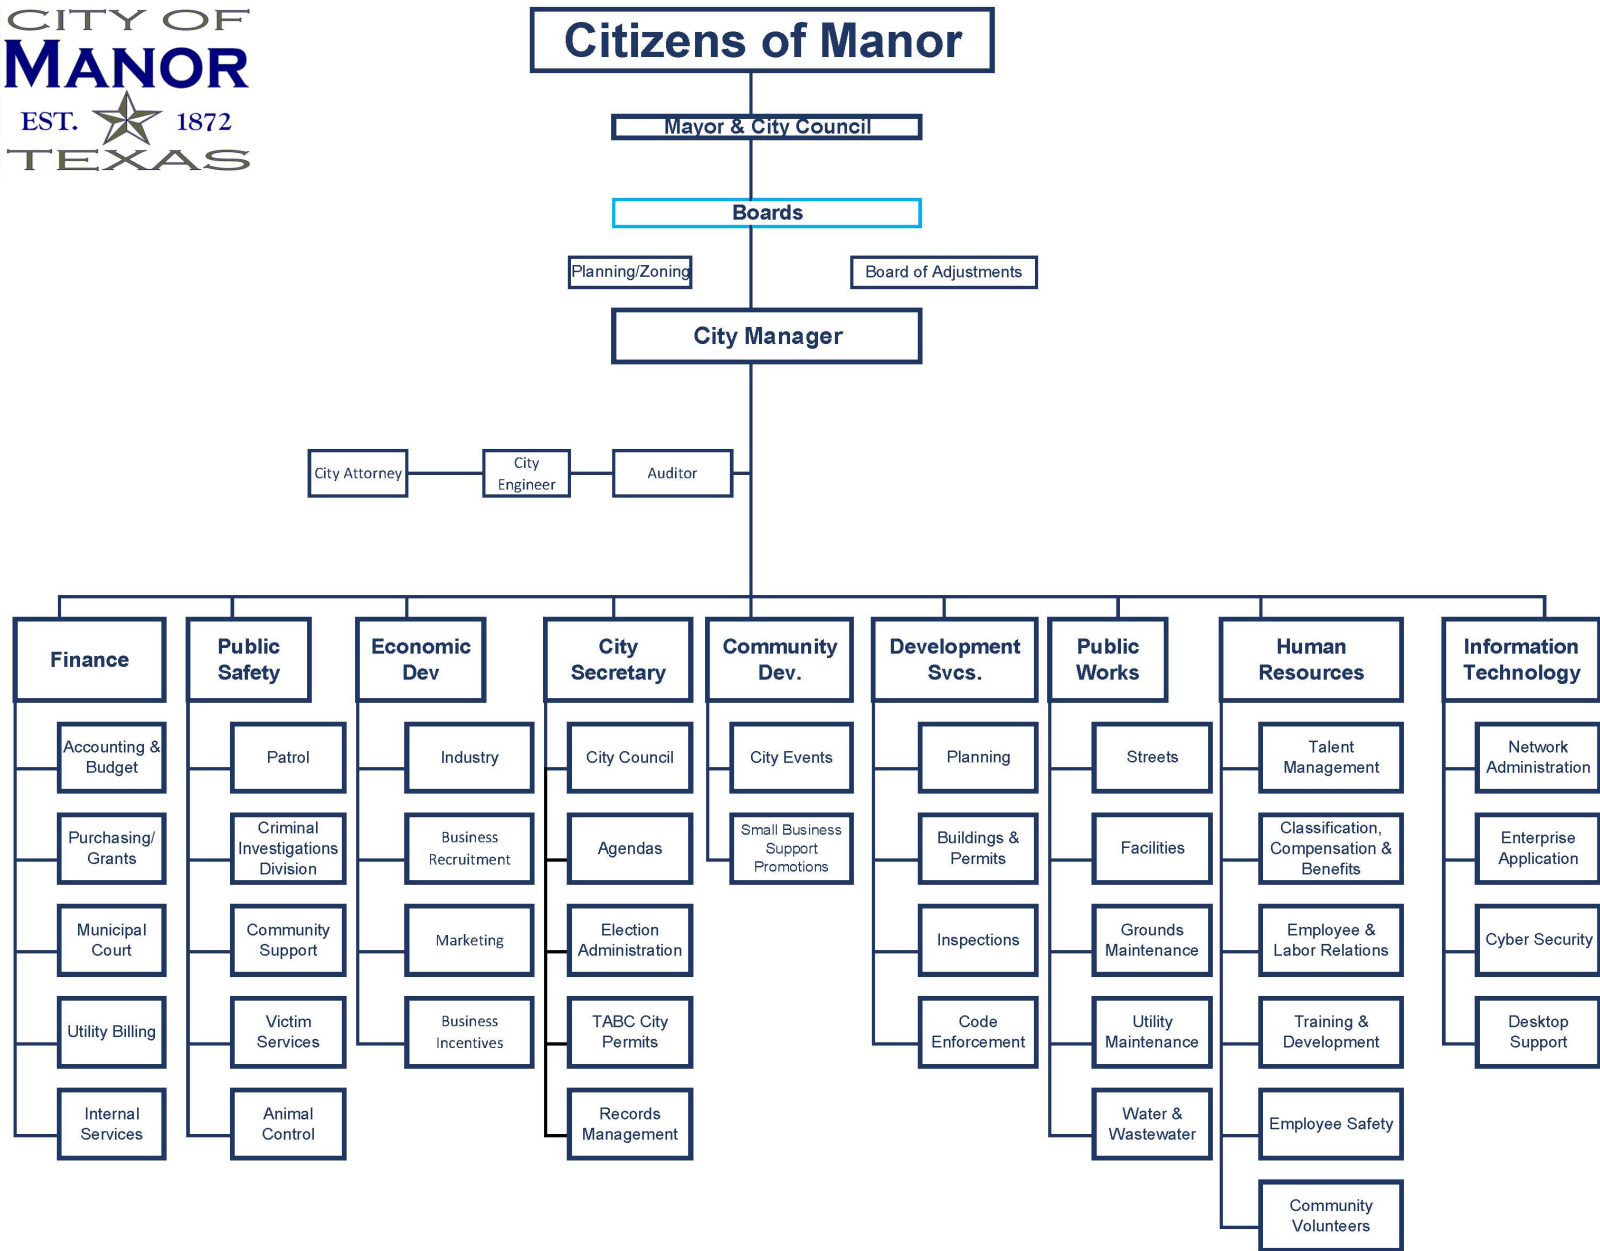 CITY OF
MANOR
EST. 1872
TEXAS
Citizens of Manor
Mayor & City Council
Boards
Planning/Zoning
Board of Adjustments
City Manager
City Attorney
City
Engineer
Auditor
Finance
Accounting &
Budget
Purchasing/
Grants
Municipal
Court
Utility Billing
Internal
Services
Public
Safety
Patrol
Criminal
Investigations
Division
Community
Support
Victim
Services
Animal
Control
Economic
Dev
Industry
Business
Recruitment
Marketing
Business
Incentives
City
Secretary
City Council
Agendas
Election
Administration
TABC City
Permits
Records
Management
Community
Dev.
City Events
Small Business
Support
Promotions
Development
Svcs.
Planning
Buildings &
Permits
Inspections
Code
Enforcement
Public
Works
Streets
Facilities
Grounds
Maintenance
Utility
Maintenance
Water &
Wastewater
Human
Resources
Talent
Management
Classification,
Compensation &
Benefits
Employee &
Labor Relations
Training &
Development
Employee Safety
Community
Volunteers
Information
Technology
Network
Administration
Enterprise
Application
Cyber Security
Desktop
Support